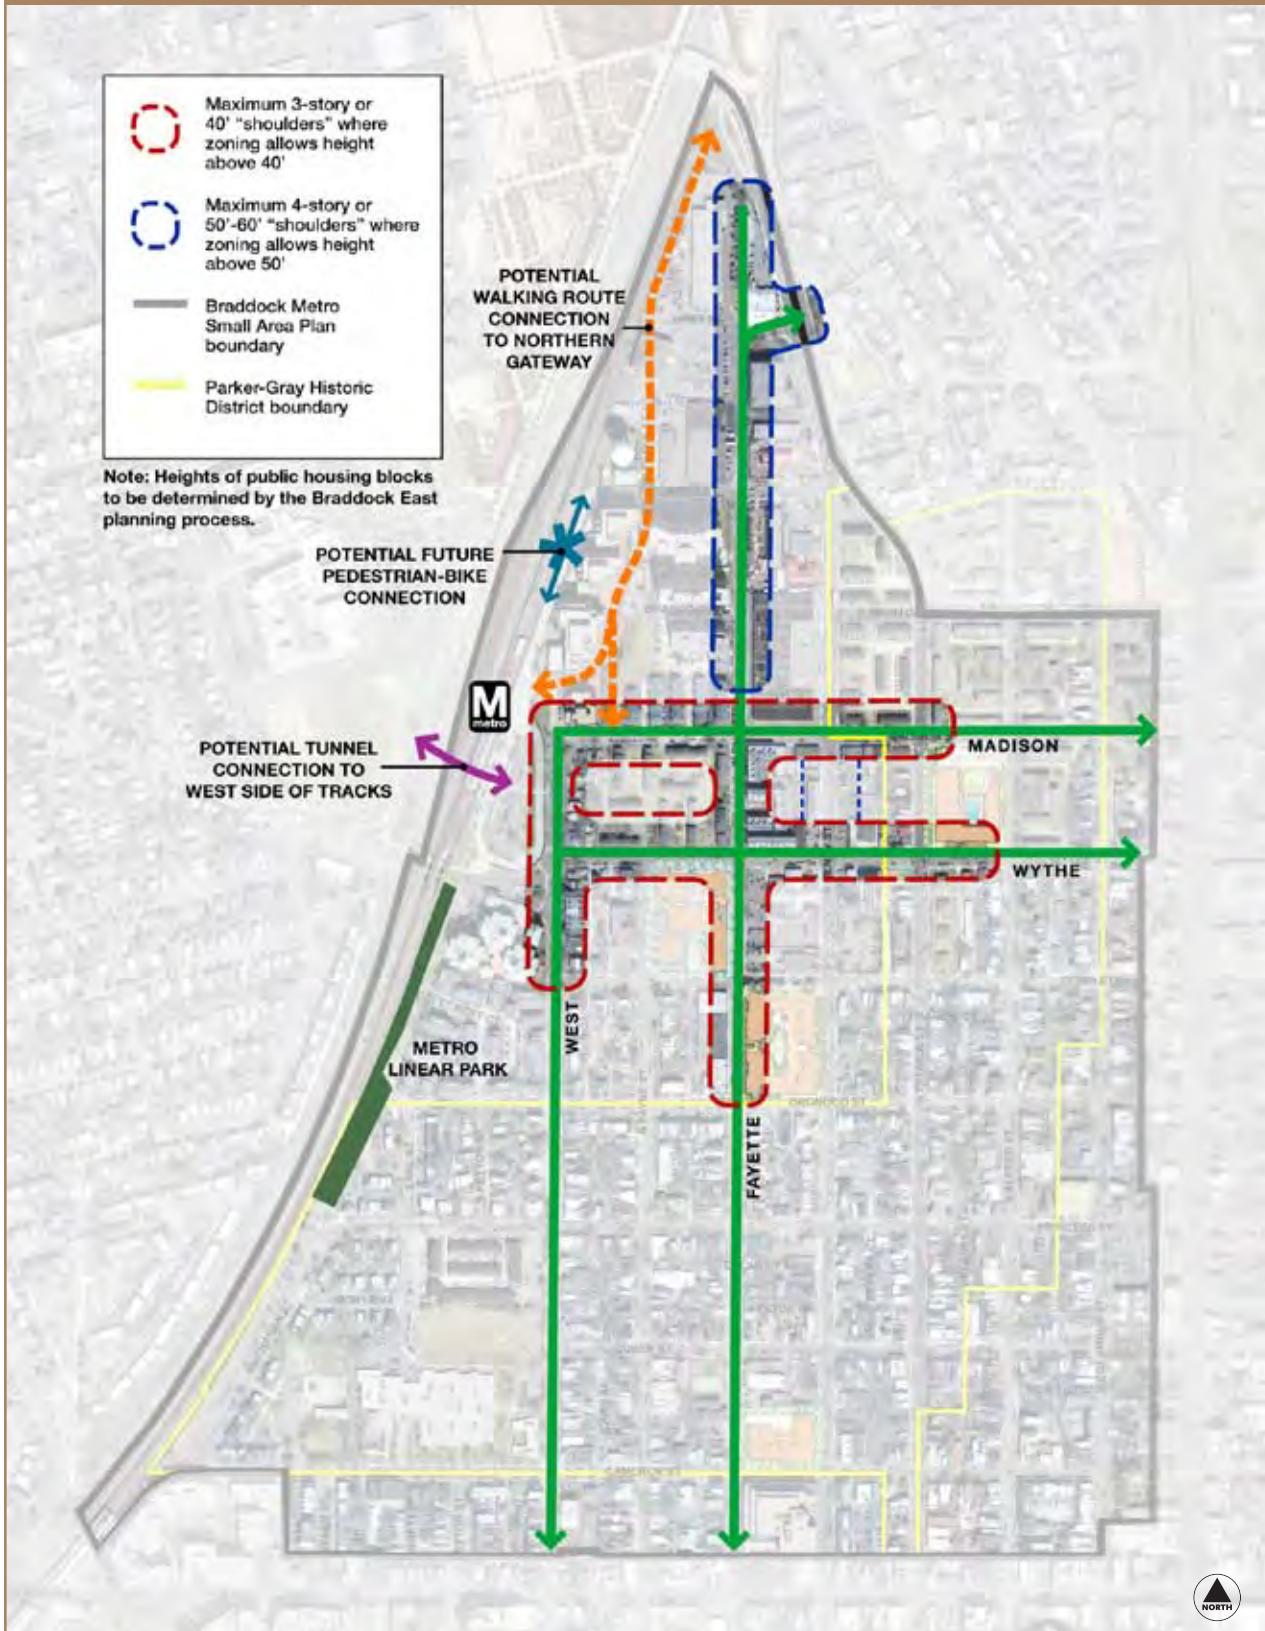 Maximum 3-story or
40' “shoulders” where
zoning allows height
above 40'
Maximum 4-story or
50'-60' “shoulders” where
zoning allows height
above 50'
Braddock Metro
Small Area Plan
boundary
Parker-Gray Historic
District boundary
Note: Heights of public housing blocks
to be determined by the Braddock East
planning process.
POTENTIAL
WALKING ROUTE
CONNECTION
TO NORTHERN
GATEWAY
POTENTIAL FUTURE
PEDESTRIAN-BIKE
CONNECTION
M
metro
POTENTIAL TUNNEL
CONNECTION TO
WEST SIDE OF TRACKS
MADISON
WYTHE
WEST
METRO
LINEAR PARK
FAYETTE
NORTH